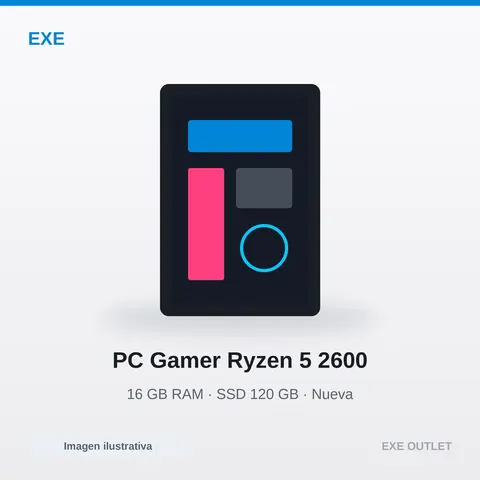 EXE
PC Gamer Ryzen 5 2600
16 GB RAM · SSD 120 GB · Nueva
Imagen ilustrativa
EXE OUTLET